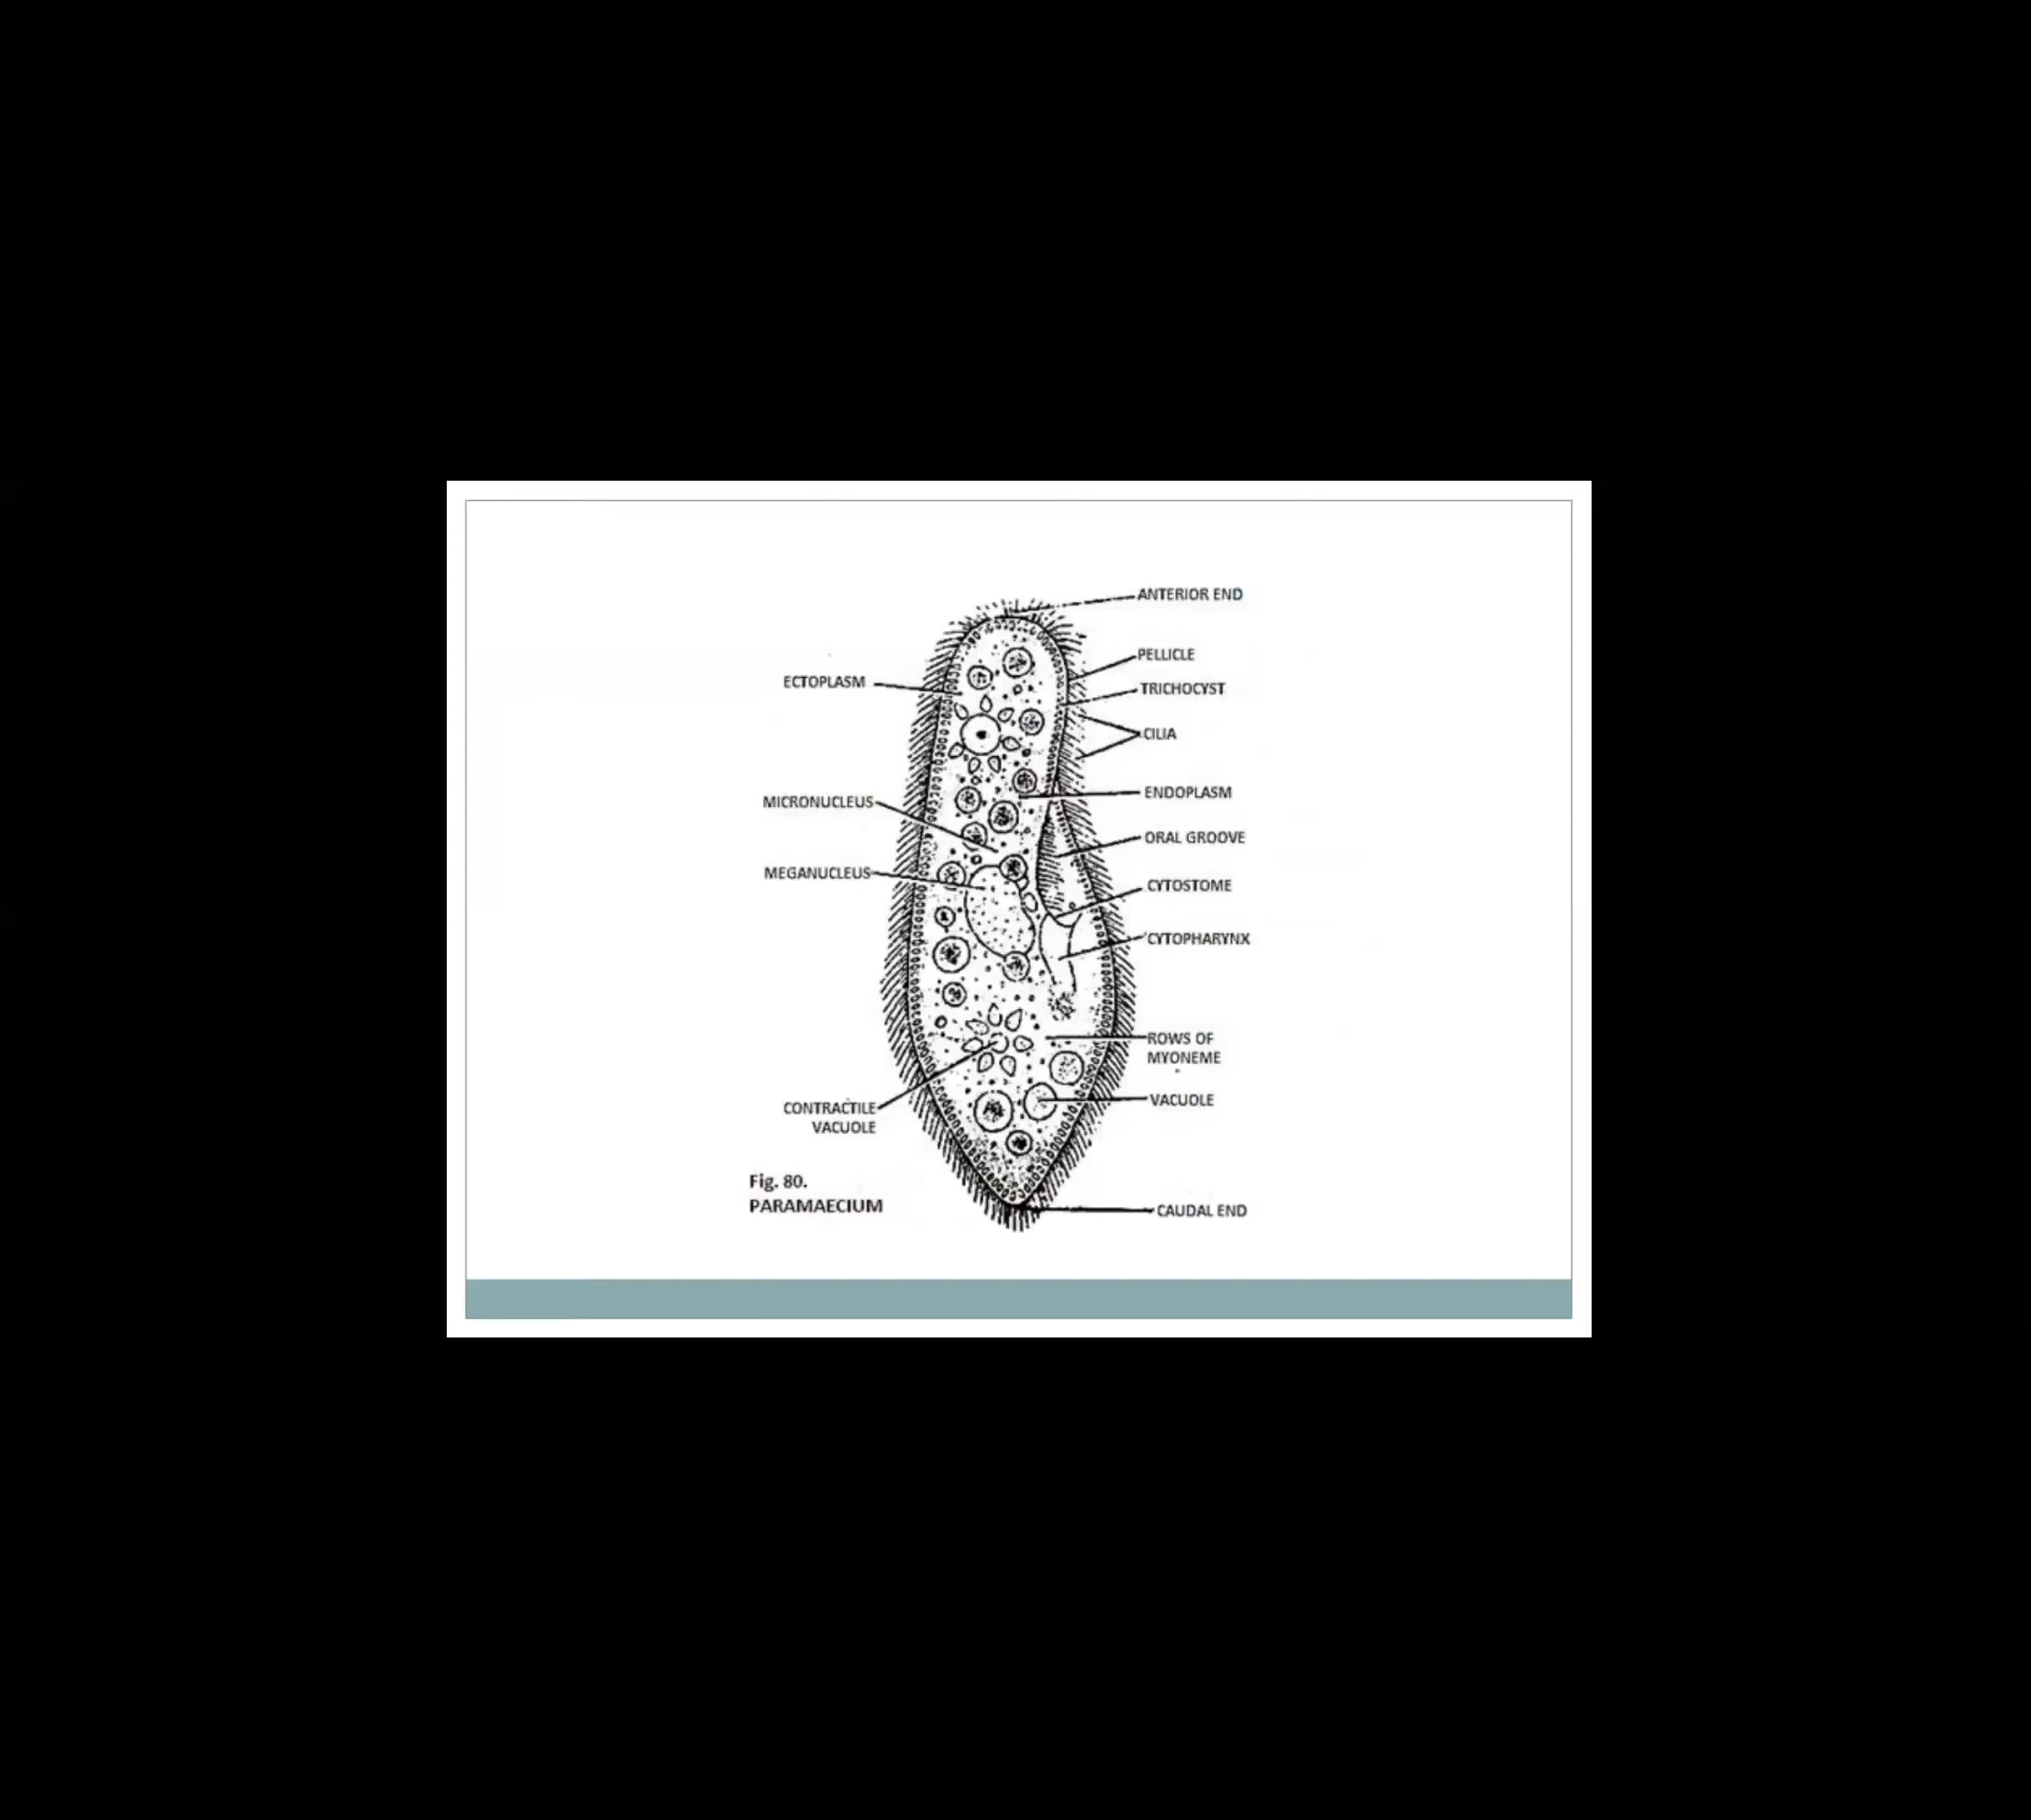 ANTERIOR END
PELLICLE
ECTOPLASM
TRICHOCYST
CILIA
ENDOPLASM
MICRONUCLEUS
ORAL GROOVE
MEGANUCLEUS
CYTOSTOME
CYTOPHARYNX
ROWS OF
MYONEME
VACUOLE
CONTRACTILE
VACUOLE
Fig. 80.
PARAMAECIUM
CAUDAL END